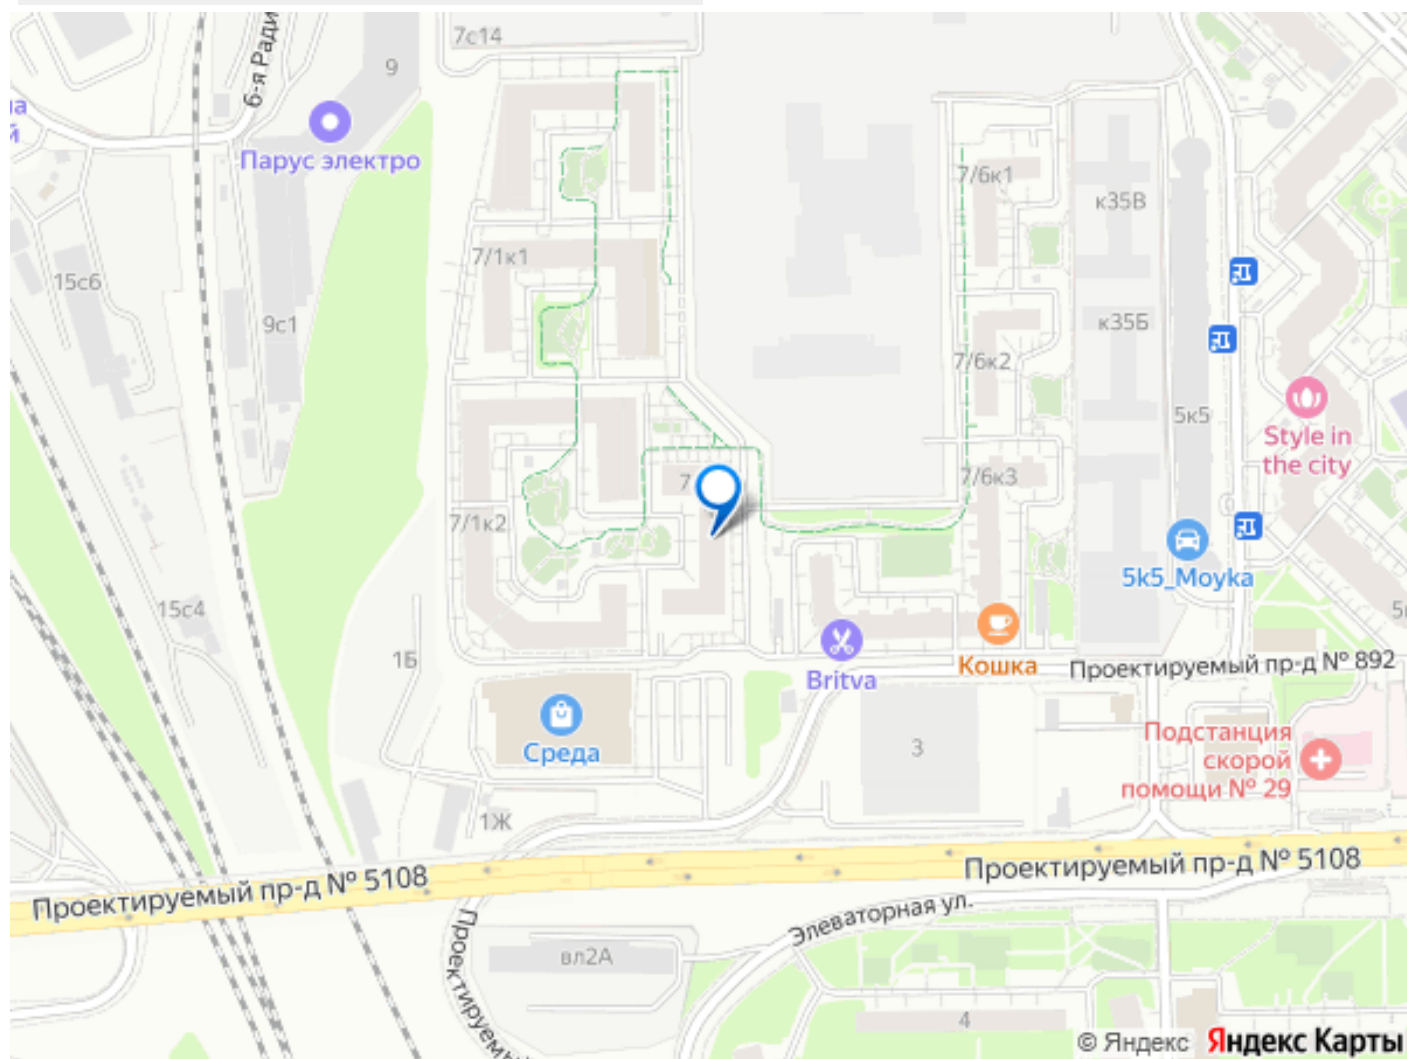 7с14
9
6-я Ради
Парус электро
7/6к1
к35В
7/1к1
15с6
9с1
к35Б
7/6к2
5к5
Style in
the city
7/6к3
7
7/1к2
5k5_Moyka
15с4
1Б
Britva
Кошка
Проектируемый пр-д № 892
Среда
3
Подстанция
скорой
помощи № 29
1Ж
Проектируемый пр-д № 5108
Проектируемый пр-д № 5108
Элеваторная ул.
Проектируемый
вл2А
4
© Яндекс Яндекс Карты